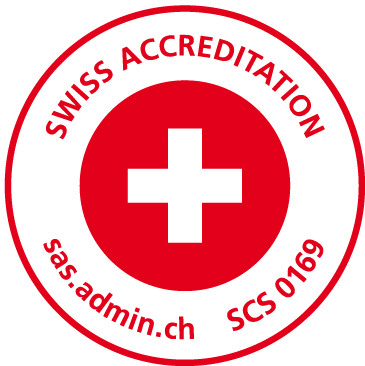 SWISS ACCREDITATION
sas.admin.ch
SCS 0169